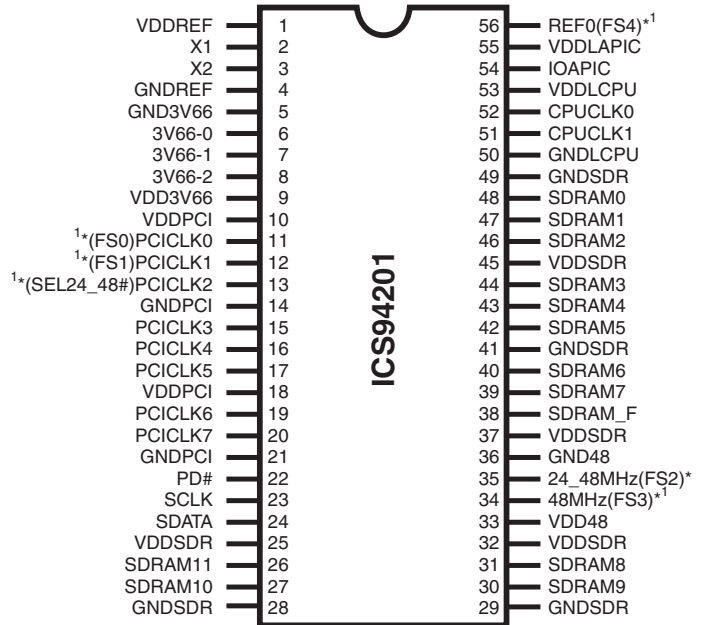 VDDREF 1 56 REF0(FS4)*¹
X1 2 55 VDDLAPIC
X2 3 54 IOAPIC
GNDREF 4 53 VDDLCPU
GND3V66 5 52 CPUCLK0
3V66-0 6 51 CPUCLK1
3V66-1 7 50 GNDLCPU
3V66-2 8 49 GNDSDR
VDD3V66 9 48 SDRAM0
VDDPCI 10 47 SDRAM1
¹*(FS0)PCICLK0 11 46 SDRAM2
¹*(FS1)PCICLK1 12 45 VDDSDR
¹*(SEL24_48#)PCICLK2 13 44 SDRAM3
GNDPCI 14 43 SDRAM4
PCICLK3 15 42 SDRAM5
PCICLK4 16 41 GNDSDR
PCICLK5 17 40 SDRAM6
VDDPCI 18 39 SDRAM7
PCICLK6 19 38 SDRAM_F
PCICLK7 20 37 VDDSDR
GNDPCI 21 36 GND48
PD# 22 35 24_48MHz(FS2)*
SCLK 23 34 48MHz(FS3)*¹
SDATA 24 33 VDD48
VDDSDR 25 32 VDDSDR
SDRAM11 26 31 SDRAM8
SDRAM10 27 30 SDRAM9
GNDSDR 28 29 GNDSDR
ICS94201